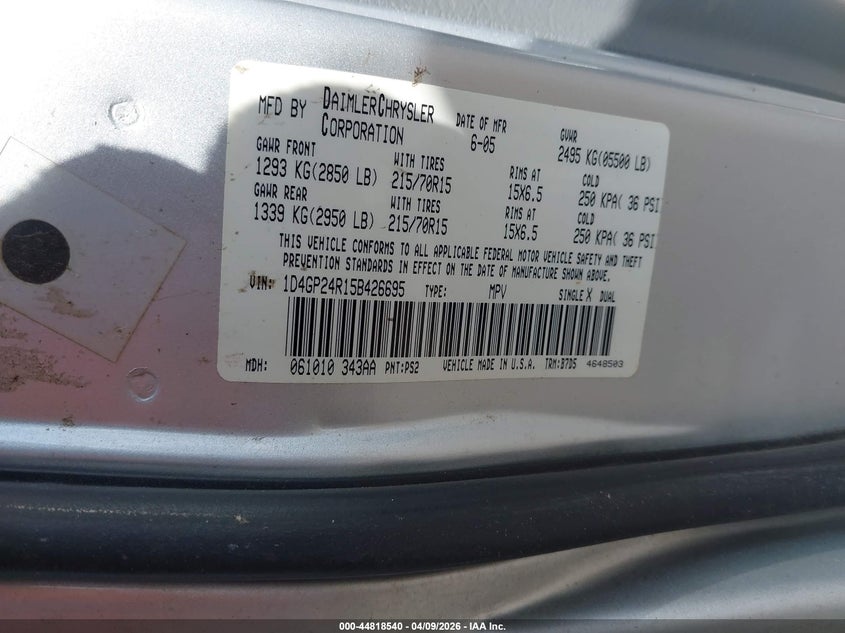 MFD BY DAIMLERCHRYSLER CORPORATION DATE OF MFR 6-05 GVWR 2495 KG(05500 LB)
GAWR FRONT WITH TIRES RIMS AT COLD
1293 KG(2850 LB) 215/70R15 15X6.5 250 KPA( 36 PSI
GAWR REAR WITH TIRES RIMS AT COLD
1339 KG(2950 LB) 215/70R15 15X6.5 250 KPA( 36 PSI
THIS VEHICLE CONFORMS TO ALL APPLICABLE FEDERAL MOTOR VEHICLE SAFETY AND THEFT
PREVENTION STANDARDS IN EFFECT ON THE DATE OF MANUFACTURE SHOWN ABOVE.
VIN: 1D4GP24R15B426695 TYPE: MPV SINGLE X DUAL
MDH: 061010 343AA PNT:PS2 VEHICLE MADE IN U.S.A. TRM:B7D5 4648503
000-44818540 - 04/09/2026 - IAA Inc.